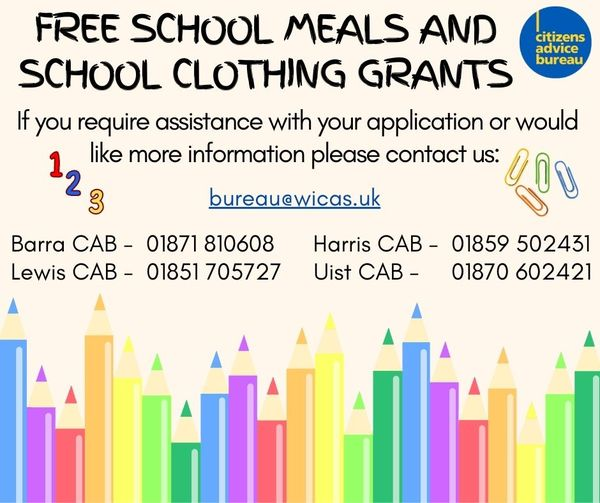 FREE SCHOOL MEALS AND
SCHOOL CLOTHING GRANTS
citizens
advice
bureau
If you require assistance with your application or would
like more information please contact us:
1
2
3
bureau@wicas.uk
Barra CAB - 01871 810608
Harris CAB - 01859 502431
Lewis CAB - 01851 705727
Uist CAB - 01870 602421